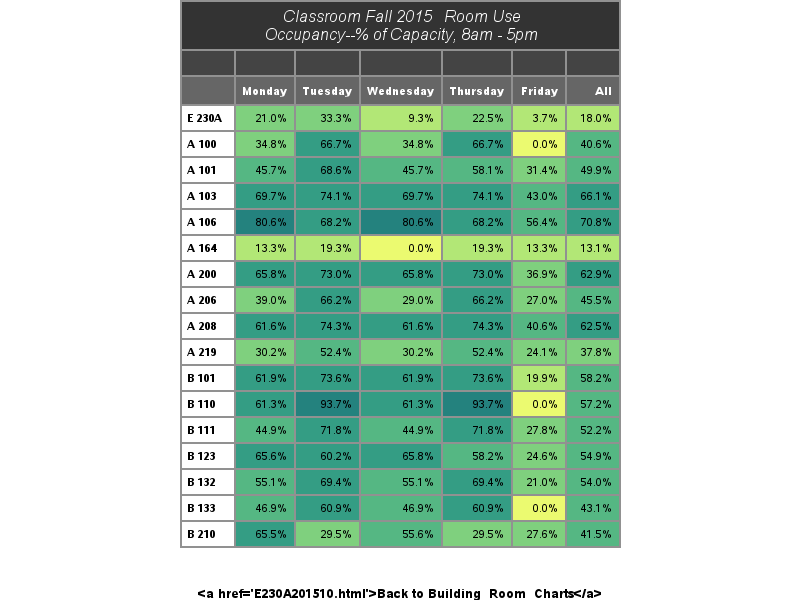 Classroom Fall 2015 Room Use
Occupancy--% of Capacity, 8am - 5pm
Monday Tuesday Wednesday Thursday Friday All
E 230A 21.0% 33.3% 9.3% 22.5% 3.7% 18.0%
A 100 34.8% 66.7% 34.8% 66.7% 0.0% 40.6%
A 101 45.7% 68.6% 45.7% 58.1% 31.4% 49.9%
A 103 69.7% 74.1% 69.7% 74.1% 43.0% 66.1%
A 106 80.6% 68.2% 80.6% 68.2% 56.4% 70.8%
A 164 13.3% 19.3% 0.0% 19.3% 13.3% 13.1%
A 200 65.8% 73.0% 65.8% 73.0% 36.9% 62.9%
A 206 39.0% 66.2% 29.0% 66.2% 27.0% 45.5%
A 208 61.6% 74.3% 61.6% 74.3% 40.6% 62.5%
A 219 30.2% 52.4% 30.2% 52.4% 24.1% 37.8%
B 101 61.9% 73.6% 61.9% 73.6% 19.9% 58.2%
B 110 61.3% 93.7% 61.3% 93.7% 0.0% 57.2%
B 111 44.9% 71.8% 44.9% 71.8% 27.8% 52.2%
B 123 65.6% 60.2% 65.8% 58.2% 24.6% 54.9%
B 132 55.1% 69.4% 55.1% 69.4% 21.0% 54.0%
B 133 46.9% 60.9% 46.9% 60.9% 0.0% 43.1%
B 210 65.5% 29.5% 55.6% 29.5% 27.6% 41.5%
&lt;a href='E230A201510.html'&gt;Back to Building Room Charts&lt;/a&gt;